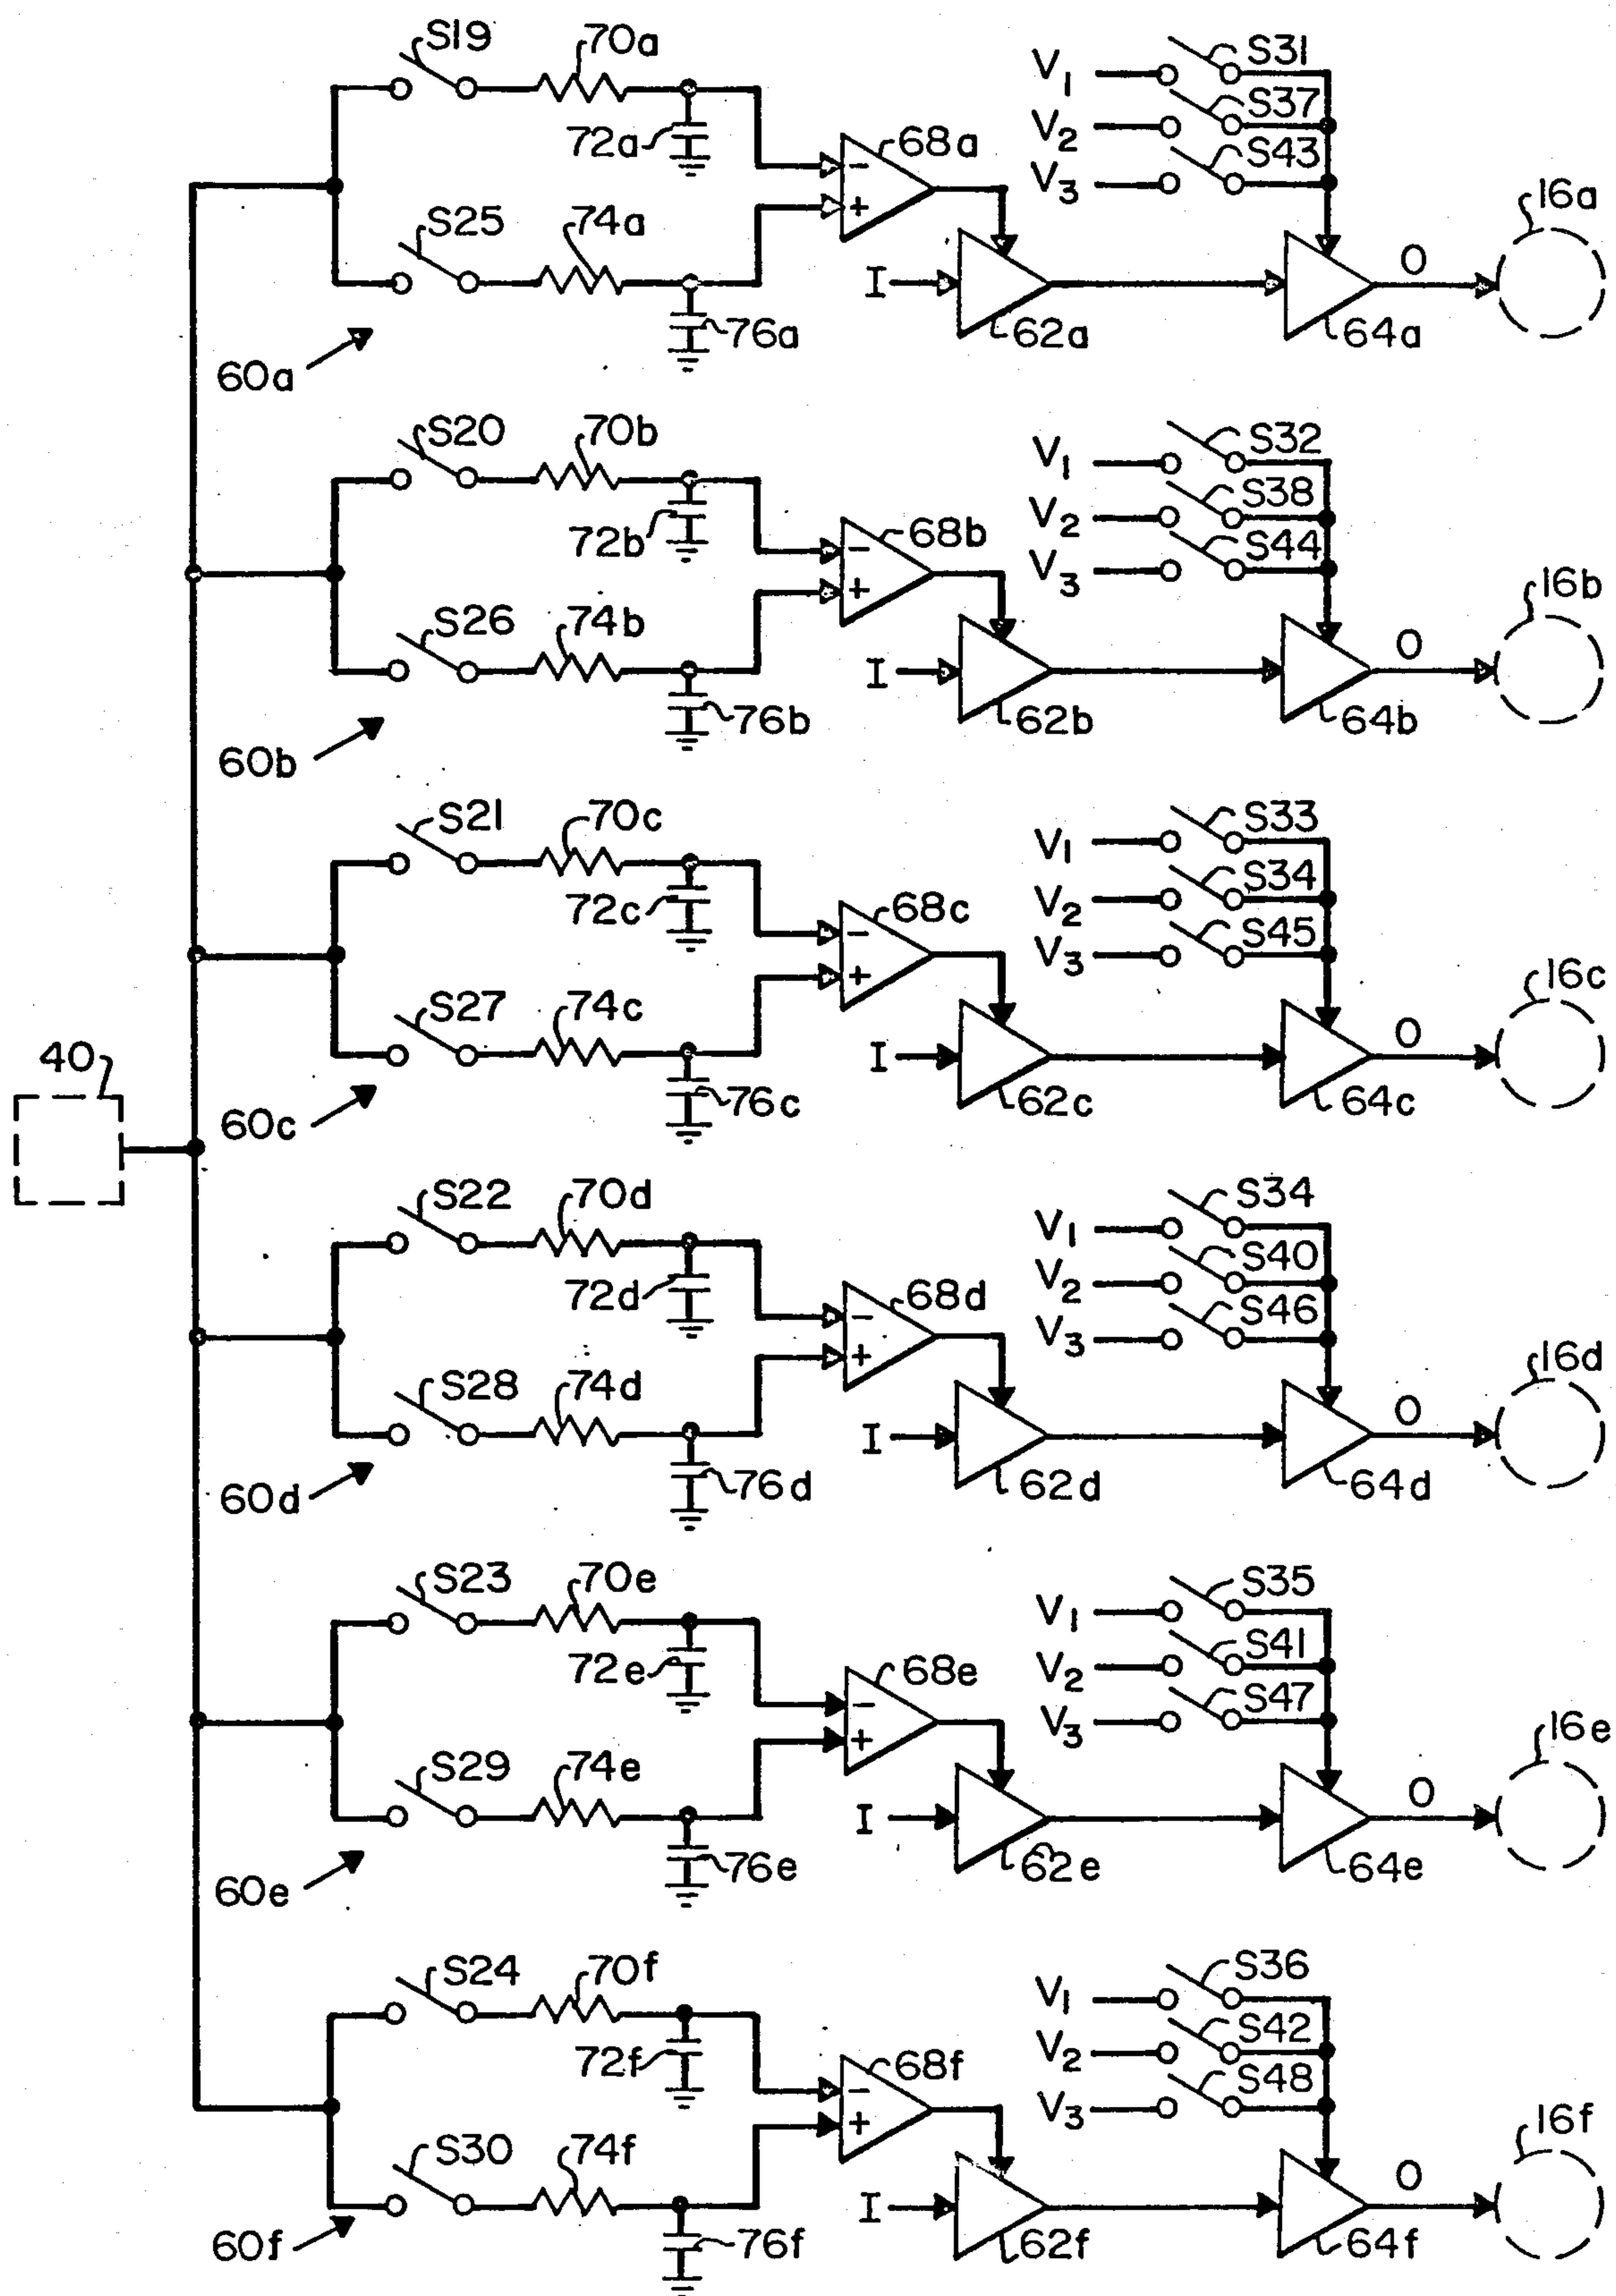 S19 70a V1 S31
72a 68a V2 S37
V3 S43
S25 74a 16a
− +
I O
60a 76a 62a 64a
S20 70b V1 S32
72b 68b V2 S38
V3 S44
S26 74b 16b
− +
I O
60b 76b 62b 64b
S21 70c V1 S33
72c 68c V2 S34
V3 S45
S27 74c 16c
− +
I O
40
60c 76c 62c 64c
S22 70d V1 S34
72d 68d V2 S40
V3 S46
S28 74d 16d
− +
I O
60d 76d 62d 64d
S23 70e V1 S35
72e 68e V2 S41
V3 S47
S29 74e 16e
− +
I O
60e 76e 62e 64e
S24 70f V1 S36
72f 68f V2 S42
V3 S48
S30 74f 16f
− +
I O
60f 76f 62f 64f